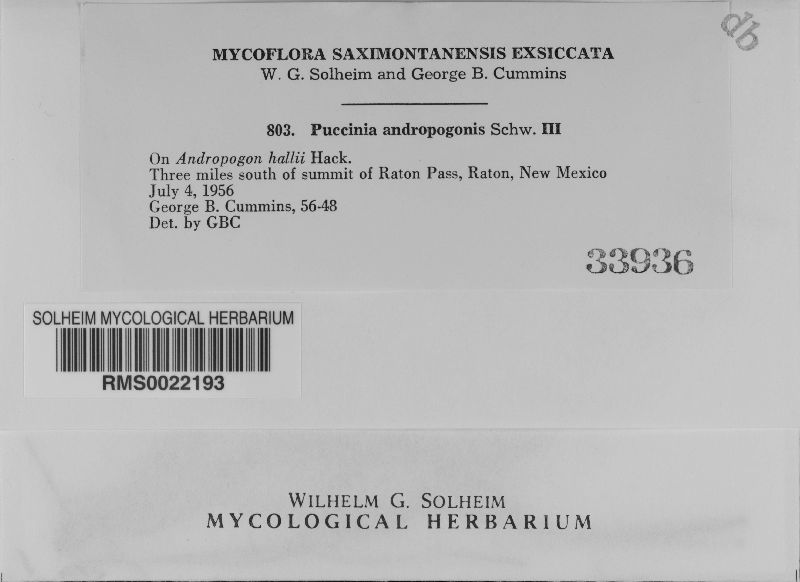 db
MYCOFLORA SAXIMONTANENSIS EXSICCATA
W. G. Solheim and George B. Cummins
803. Puccinia andropogonis Schw. III
On Andropogon hallii Hack.
Three miles south of summit of Raton Pass, Raton, New Mexico
July 4, 1956
George B. Cummins, 56-48
Det. by GBC
33936
SOLHEIM MYCOLOGICAL HERBARIUM
RMS0022193
WILHELM G. SOLHEIM
MYCOLOGICAL HERBARIUM